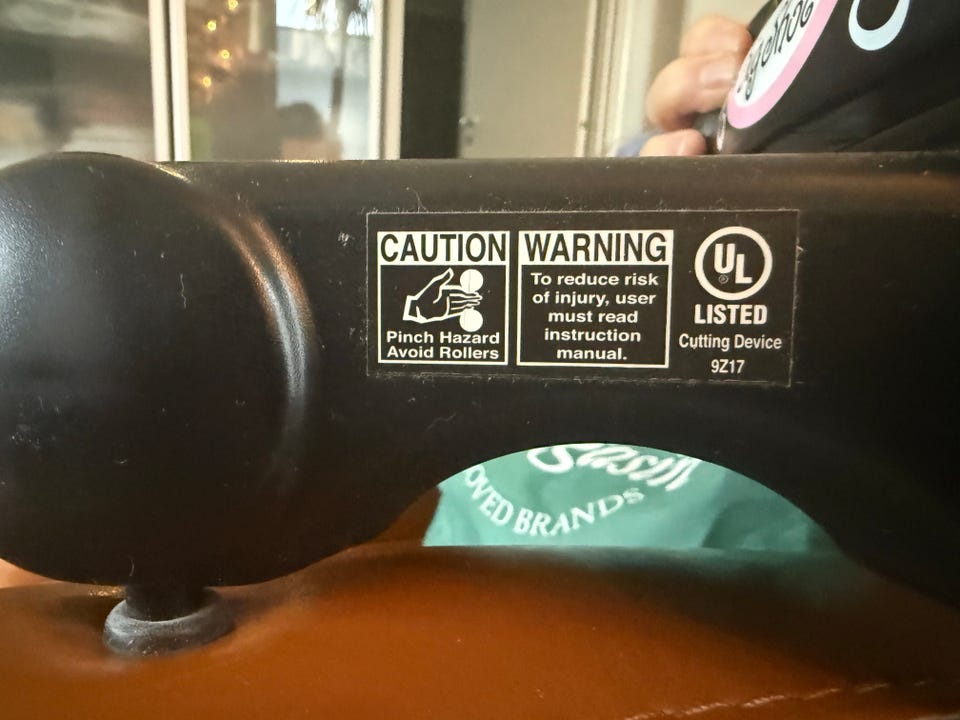 CAUTION
Pinch Hazard
Avoid Rollers
WARNING
To reduce risk
of injury, user
must read
instruction
manual.
UL
®
LISTED
Cutting Device
9Z17
OVED BRANDS